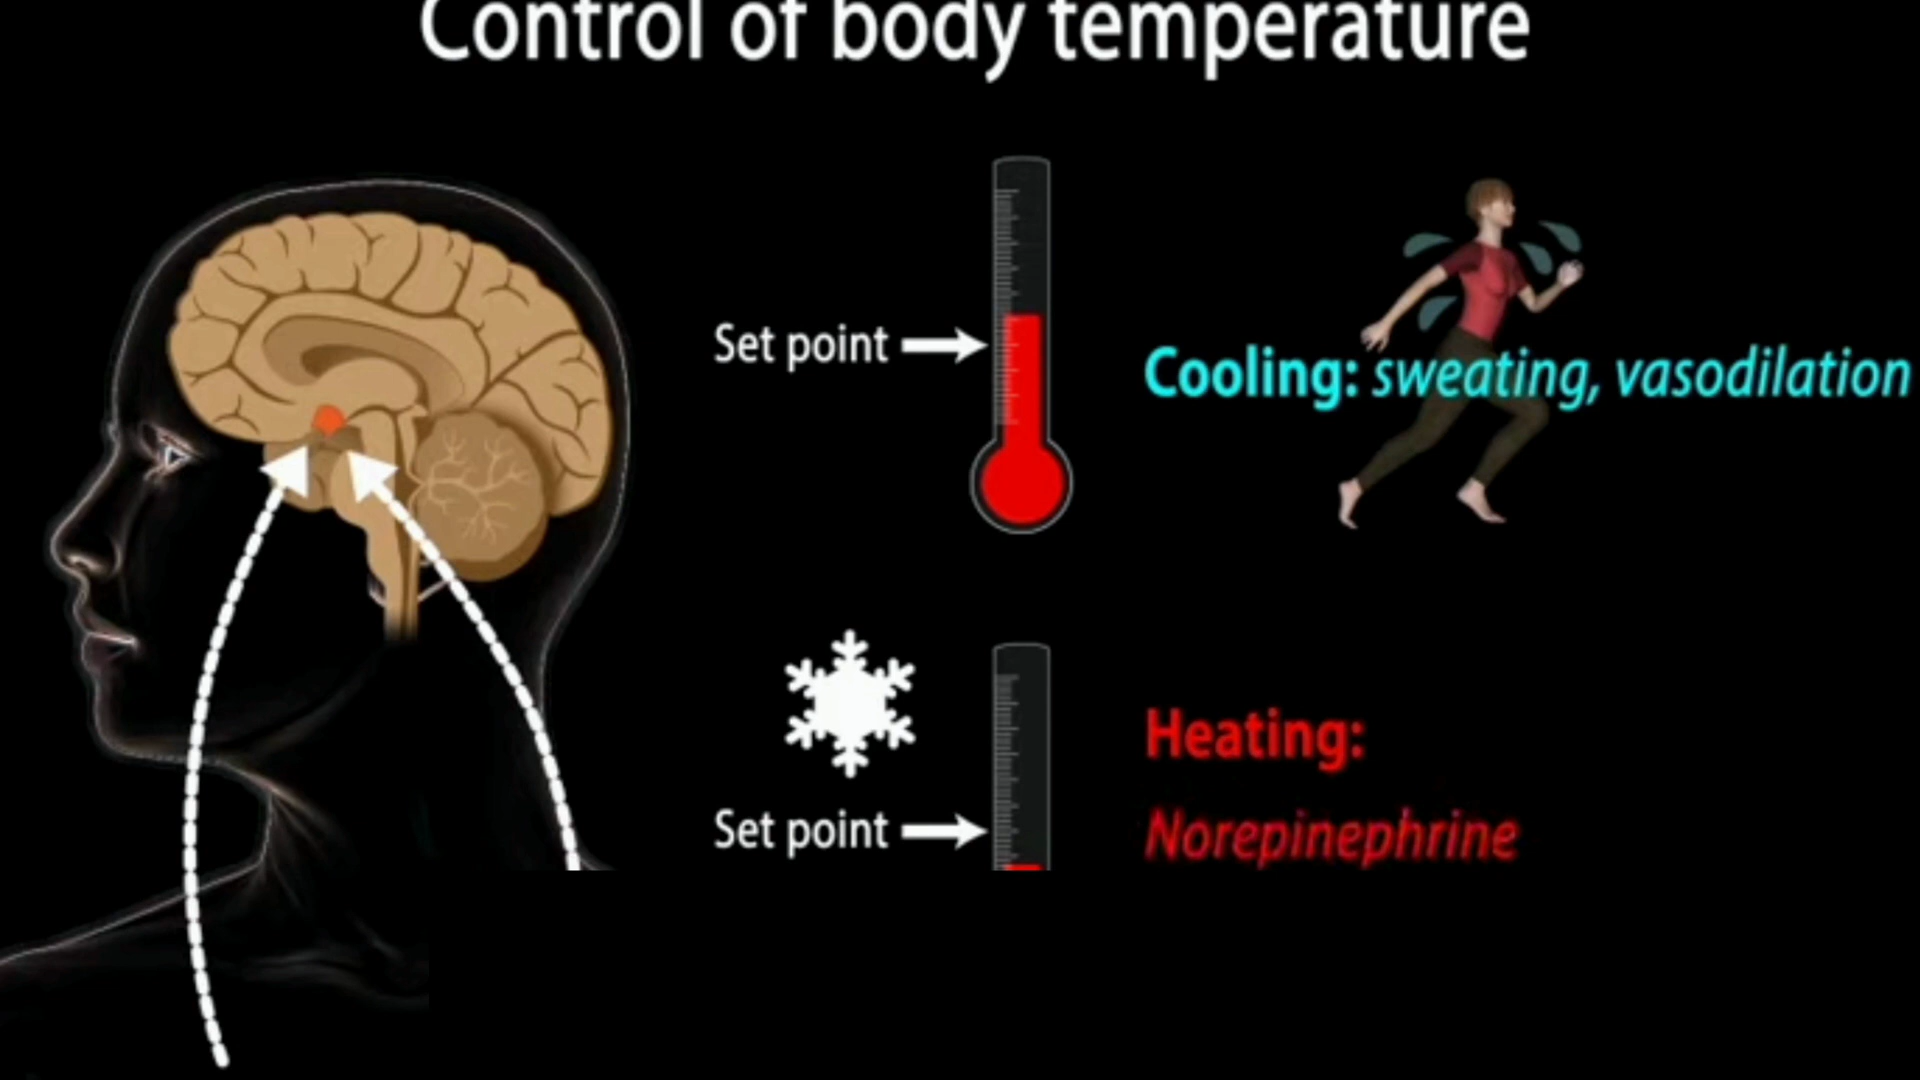 Control of body temperature
Set point
Cooling: sweating, vasodilation
Heating:
Set point
Norepinephrine